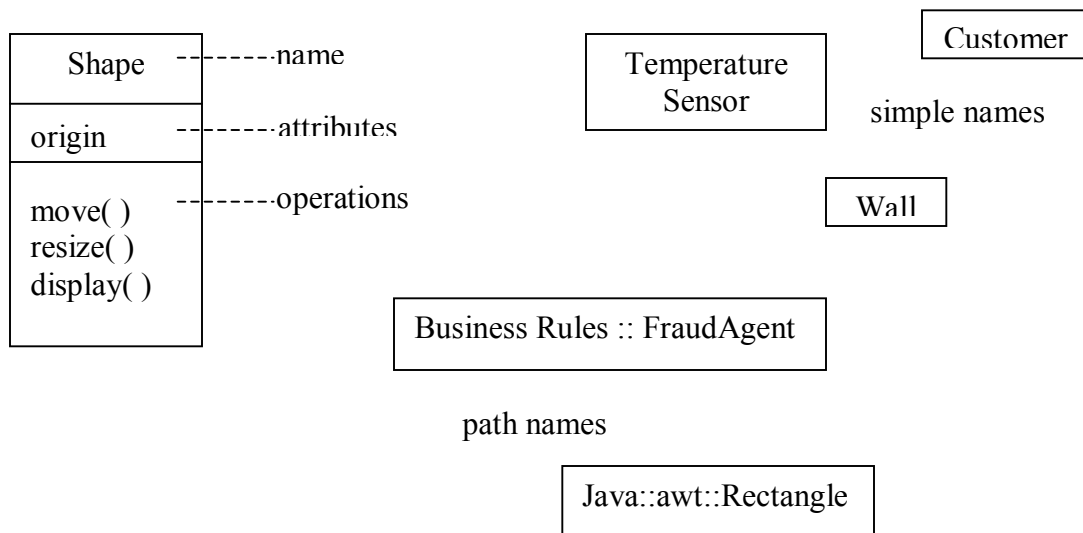 Shape
name
origin
attributes
move( )
resize( )
display( )
operations
Temperature
Sensor
Customer
simple names
Wall
Business Rules :: FraudAgent
path names
Java::awt::Rectangle